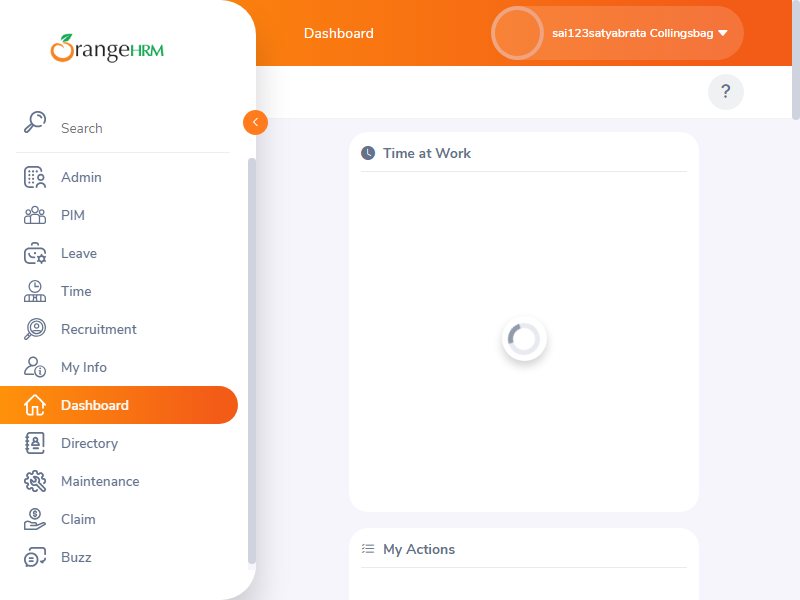 OrangeHRM
Dashboard
sai123satyabrata Collingsbag
?
Search
Admin
PIM
Leave
Time
Recruitment
My Info
Dashboard
Directory
Maintenance
Claim
Buzz
Time at Work
My Actions